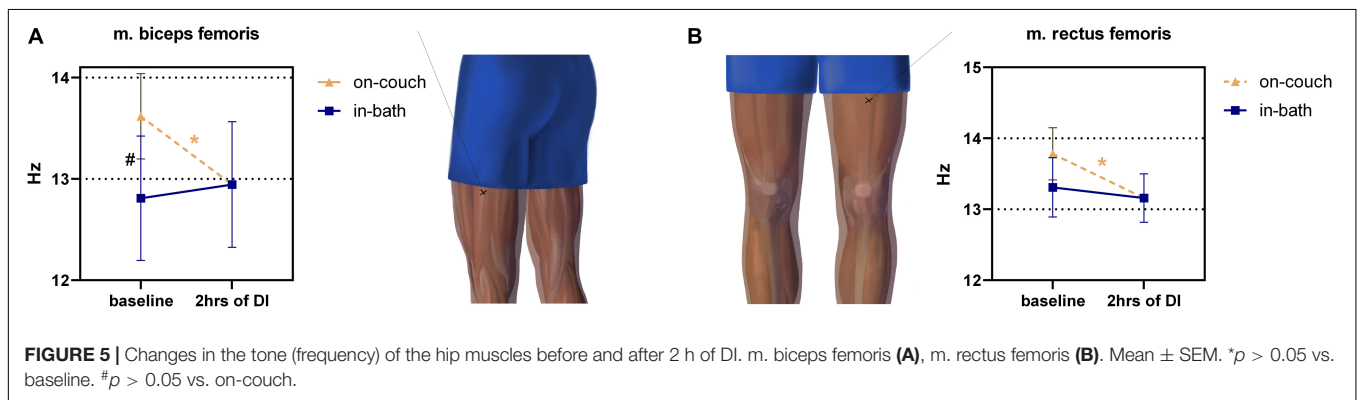 A
m. biceps femoris
14
13
12
Hz
#
*
baseline 2hrs of DI
on-couch
in-bath
B
m. rectus femoris
15
14
13
12
Hz
*
baseline 2hrs of DI
on-couch
in-bath
FIGURE 5 | Changes in the tone (frequency) of the hip muscles before and after 2 h of DI. m. biceps femoris (A), m. rectus femoris (B). Mean ± SEM. *p > 0.05 vs.
baseline. #p > 0.05 vs. on-couch.